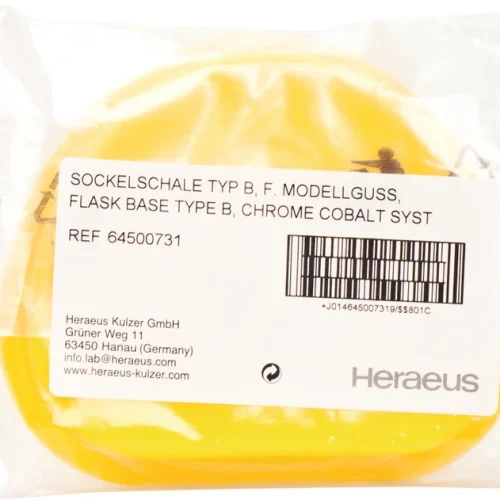 SOCKELSCHALE TYP B, F. MODELLGUSS,
FLASK BASE TYPE B, CHROME COBALT SYST
REF 64500731
+J014645007319/$$801C
Heraeus Kulzer GmbH
Grüner Weg 11
63450 Hanau (Germany)
info.lab@heraeus.com
www.heraeus-kulzer.com
Heraeus